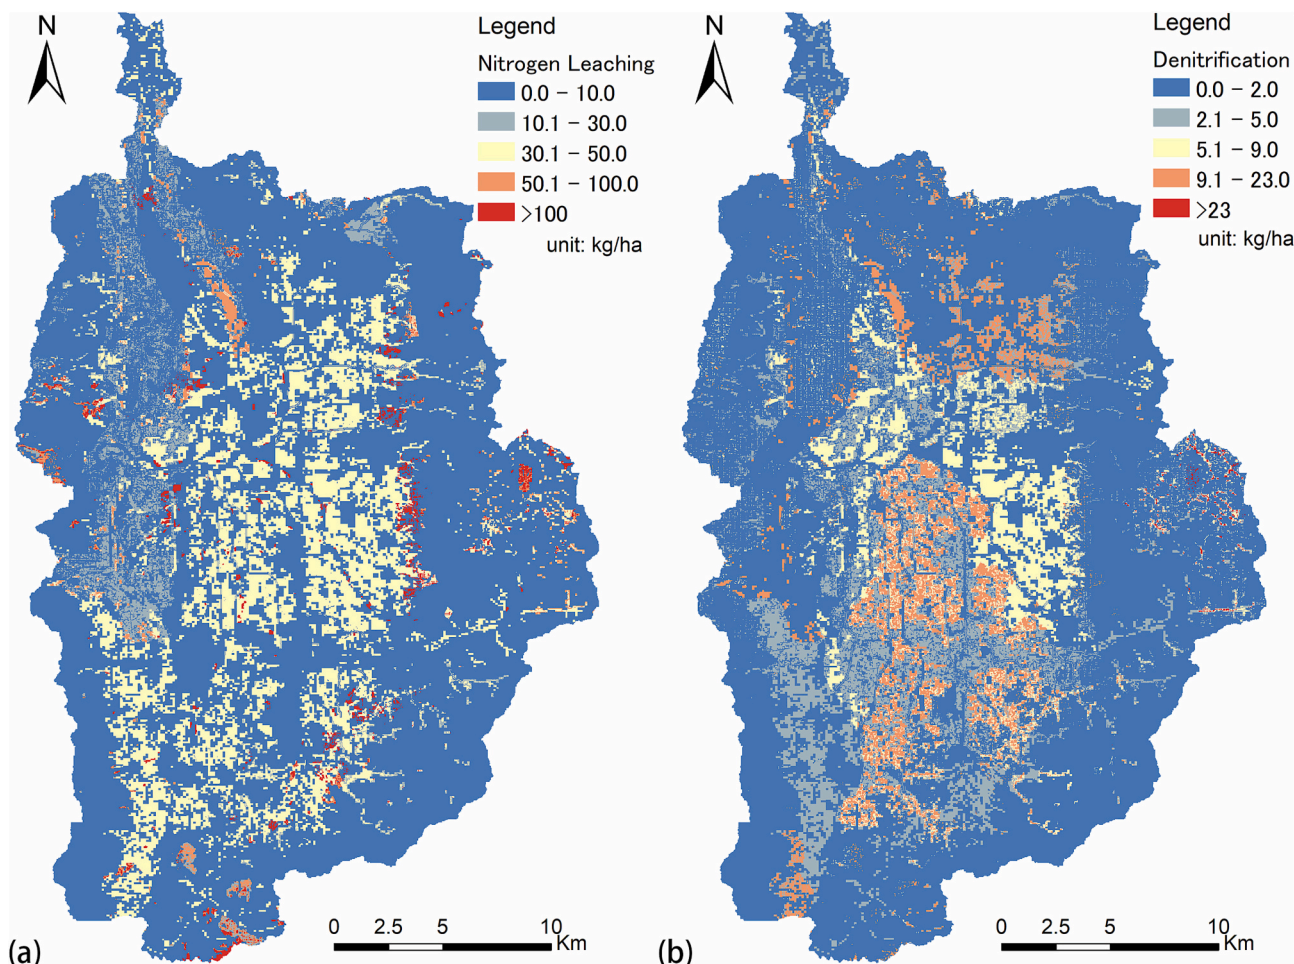 N
Legend
Nitrogen Leaching
0.0 – 10.0
10.1 – 30.0
30.1 – 50.0
50.1 – 100.0
>100
unit: kg/ha
0 2.5 5 10
Km
(a)
N
Legend
Denitrification
0.0 – 2.0
2.1 – 5.0
5.1 – 9.0
9.1 – 23.0
>23
unit: kg/ha
0 2.5 5 10
Km
(b)